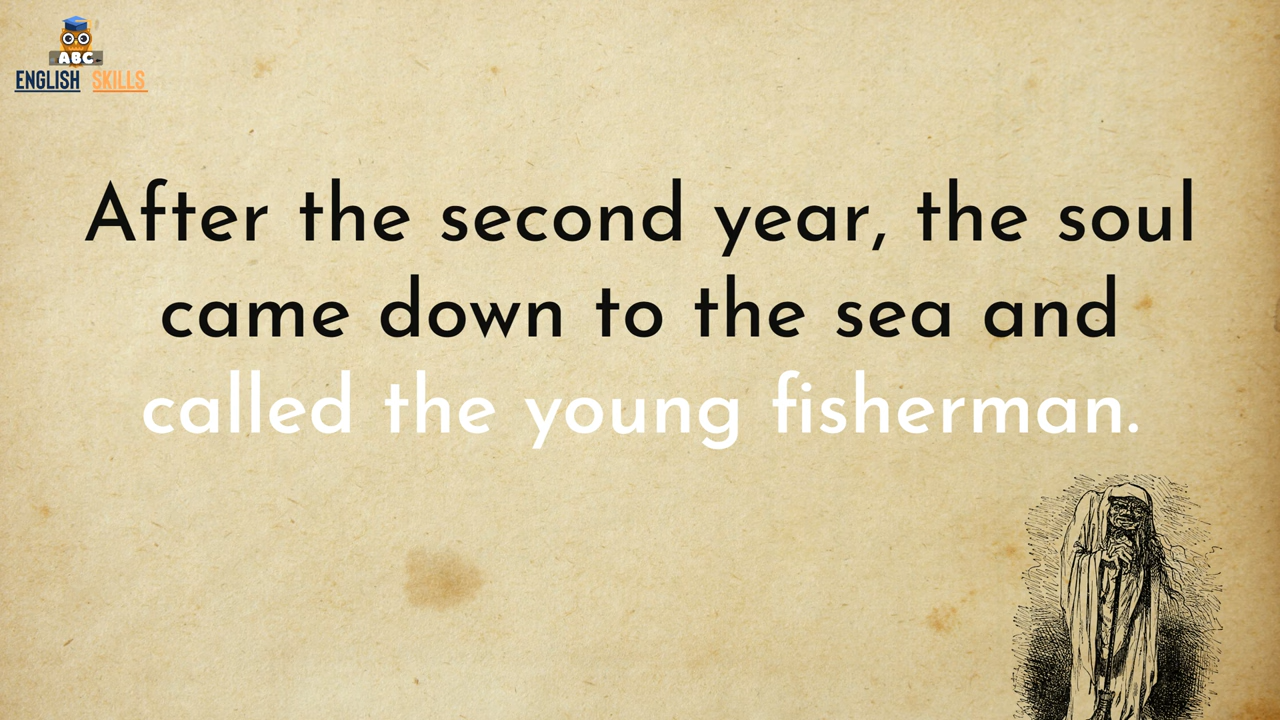 ABC
ENGLISH SKILLS
After the second year, the soul
came down to the sea and
called the young fisherman.